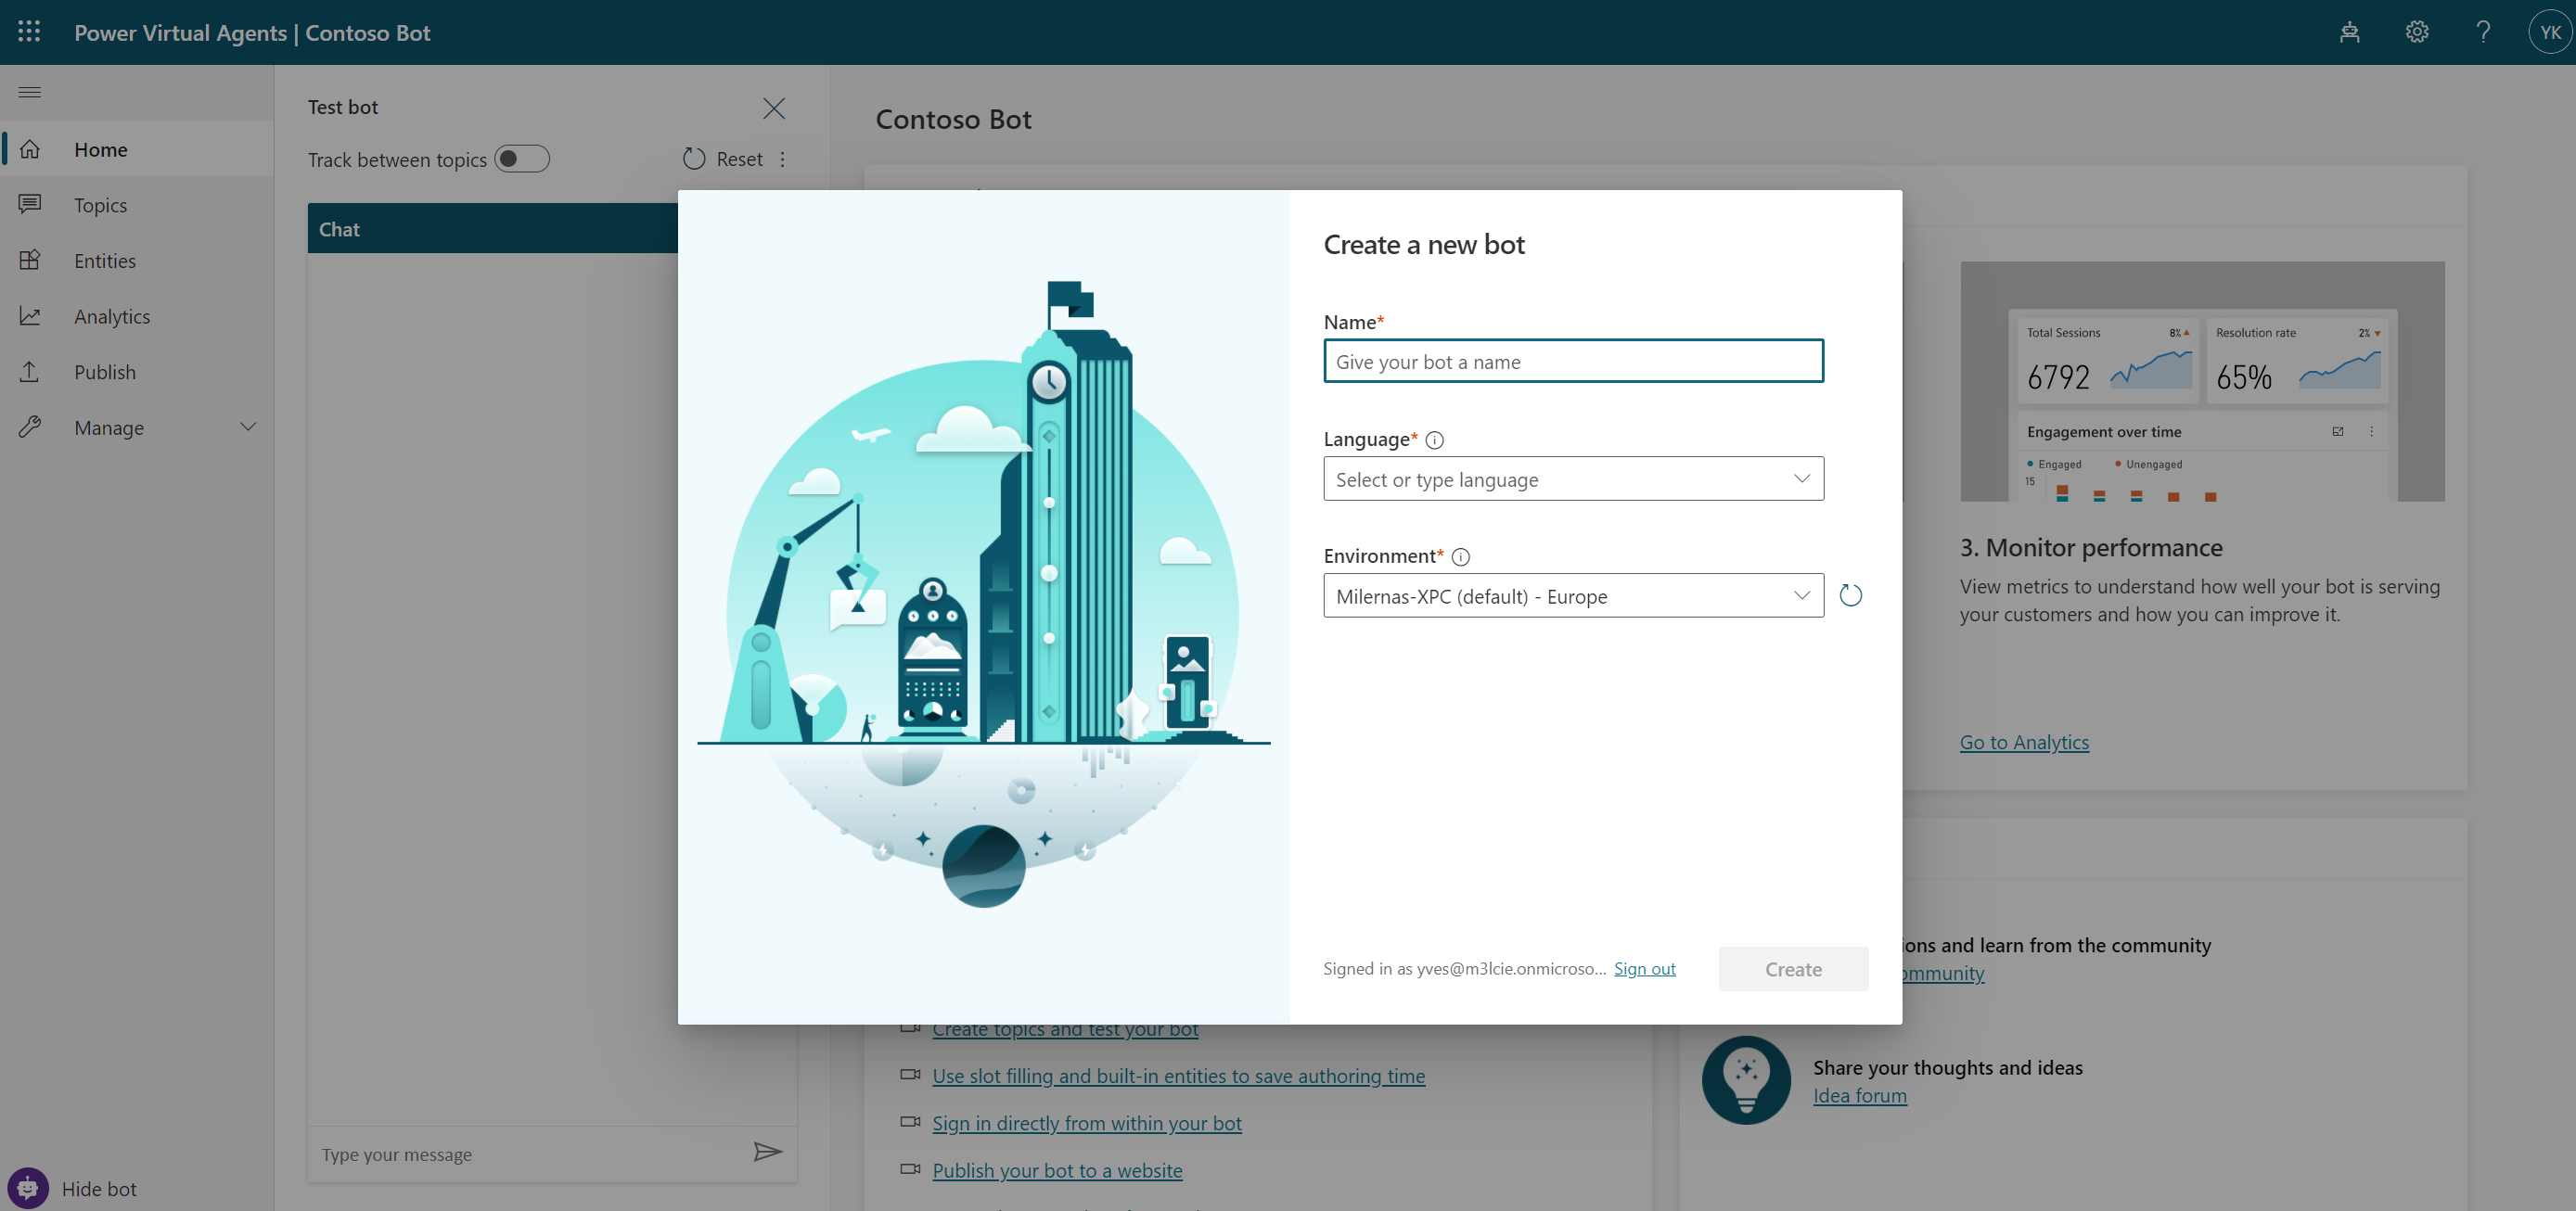 Power Virtual Agents | Contoso Bot
YK
Home
Topics
Entities
Analytics
Publish
Manage
Hide bot
Test bot
Track between topics
Reset
Chat
Type your message
Contoso Bot
Create a new bot
Name*
Give your bot a name
Language*
Select or type language
Environment*
Milernas-XPC (default) - Europe
Signed in as yves@m3lcie.onmicroso... Sign out
Create
Total Sessions 8%
6792
Resolution rate 2%
65%
Engagement over time
Engaged Unengaged
15
3. Monitor performance
View metrics to understand how well your bot is serving
your customers and how you can improve it.
Go to Analytics
Create topics and test your bot
Use slot filling and built-in entities to save authoring time
Sign in directly from within your bot
Publish your bot to a website
ons and learn from the community
ommunity
Share your thoughts and ideas
Idea forum